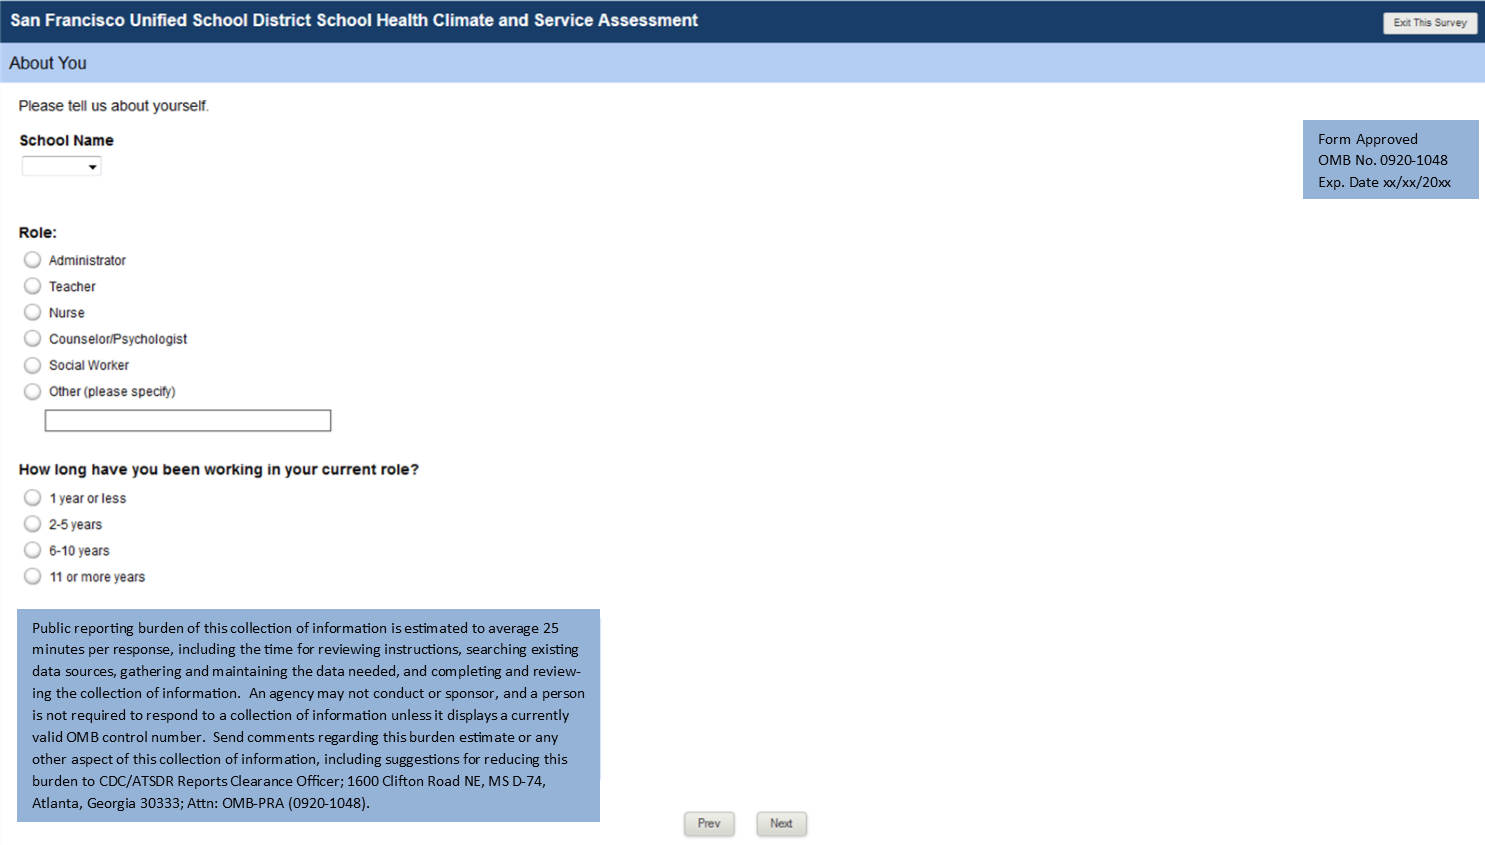 San Francisco Unified School District School Health Climate and Service Assessment
Exit This Survey
About You
Please tell us about yourself.
School Name
Form Approved
OMB No. 0920-1048
Exp. Date xx/xx/20xx
Role:
Administrator
Teacher
Nurse
Counselor/Psychologist
Social Worker
Other (please specify)
How long have you been working in your current role?
1 year or less
2-5 years
6-10 years
11 or more years
Public reporting burden of this collection of information is estimated to average 25
minutes per response, including the time for reviewing instructions, searching existing
data sources, gathering and maintaining the data needed, and completing and review-
ing the collection of information.  An agency may not conduct or sponsor, and a person
is not required to respond to a collection of information unless it displays a currently
valid OMB control number.  Send comments regarding this burden estimate or any
other aspect of this collection of information, including suggestions for reducing this
burden to CDC/ATSDR Reports Clearance Officer; 1600 Clifton Road NE, MS D-74,
Atlanta, Georgia 30333; Attn: OMB-PRA (0920-1048).
Prev
Next